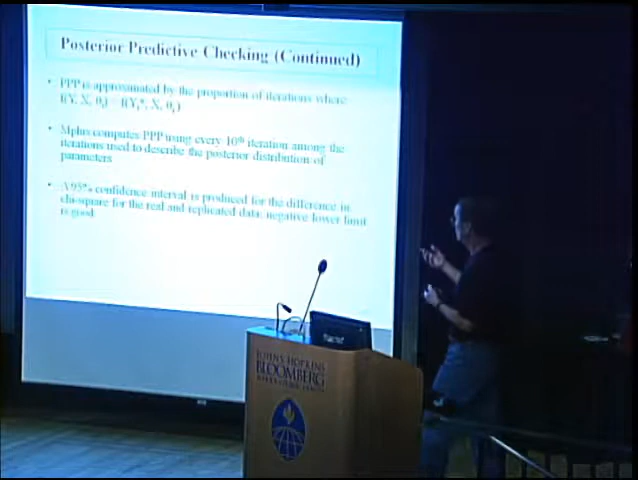 Posterior Predictive Checking (Continued)
• PPP is approximated by the proportion of iterations where
• Mplus computes PPP using every 10th iteration among the
iterations used to describe the posterior distribution of
parameters
• A 95% confidence interval is produced for the difference in
chi-square for the real and replicated data; negative lower limit
is good
JOHNS HOPKINS
BLOOMBERG